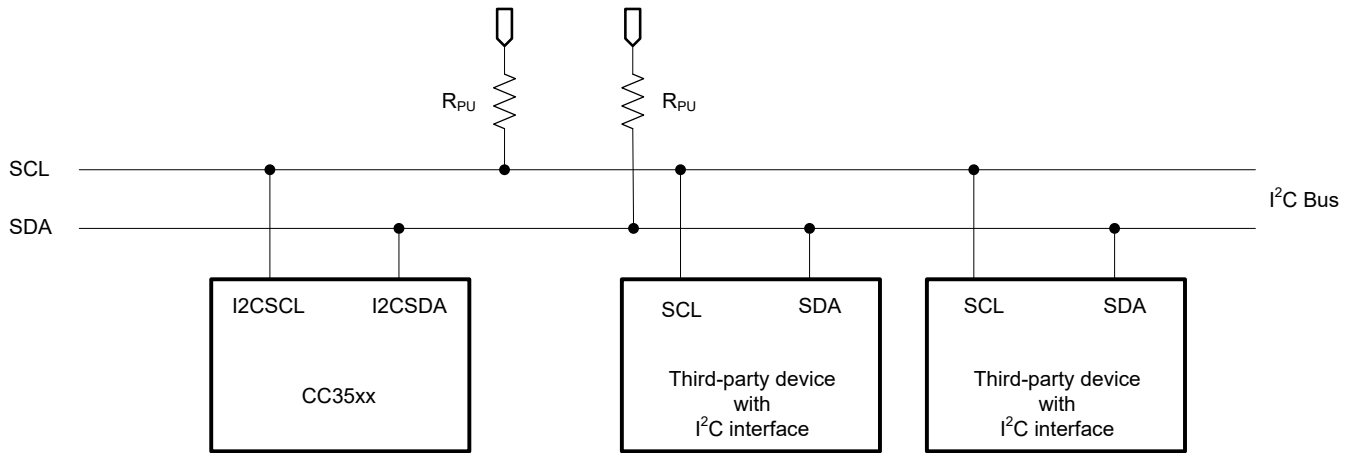 R_PU
R_PU
SCL
I²C Bus
SDA
I2CSCL
I2CSDA
SCL
SDA
SCL
SDA
CC35xx
Third-party device
with
I²C interface
Third-party device
with
I²C interface